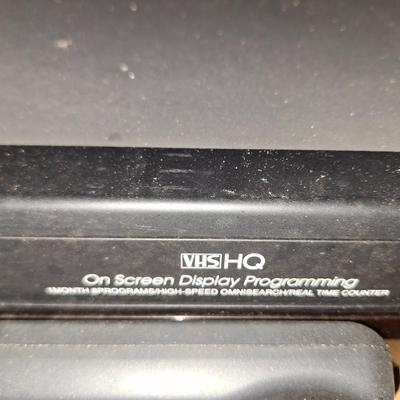 VHS HQ
On Screen Display Programming
1MONTH 8PROGRAMS/HIGH-SPEED OMNISEARCH/REAL TIME COUNTER